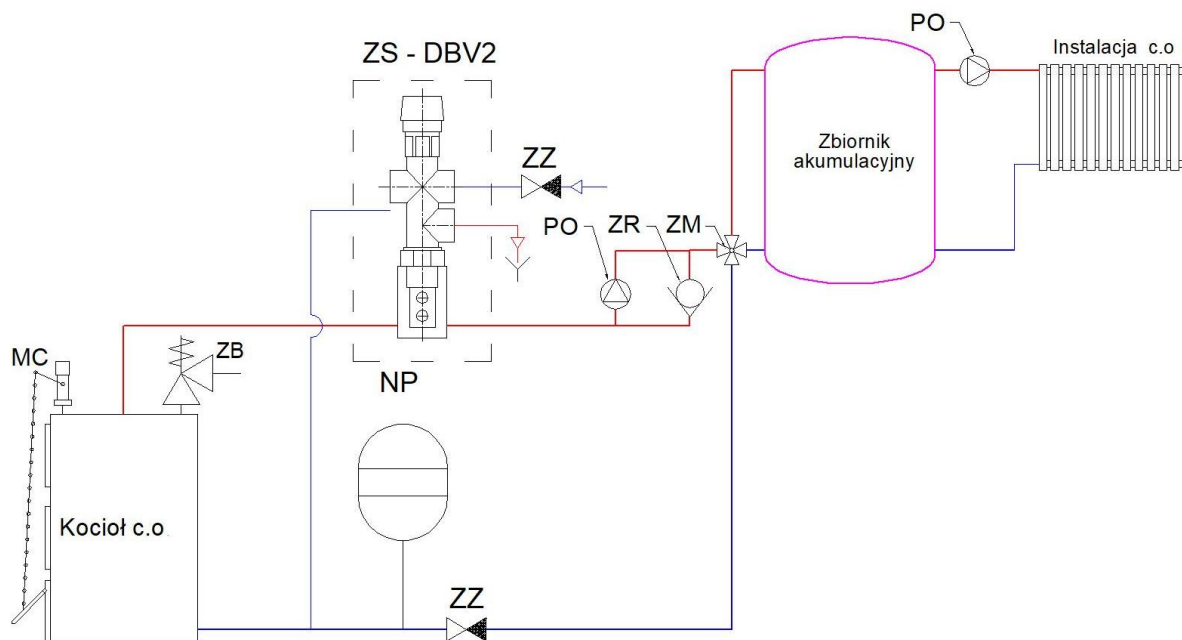 PO
Instalacja c.o
ZS - DBV2
Zbiornik
akumulacyjny
ZZ
PO
ZR
ZM
MC
ZB
NP
Kocioł c.o.
ZZ